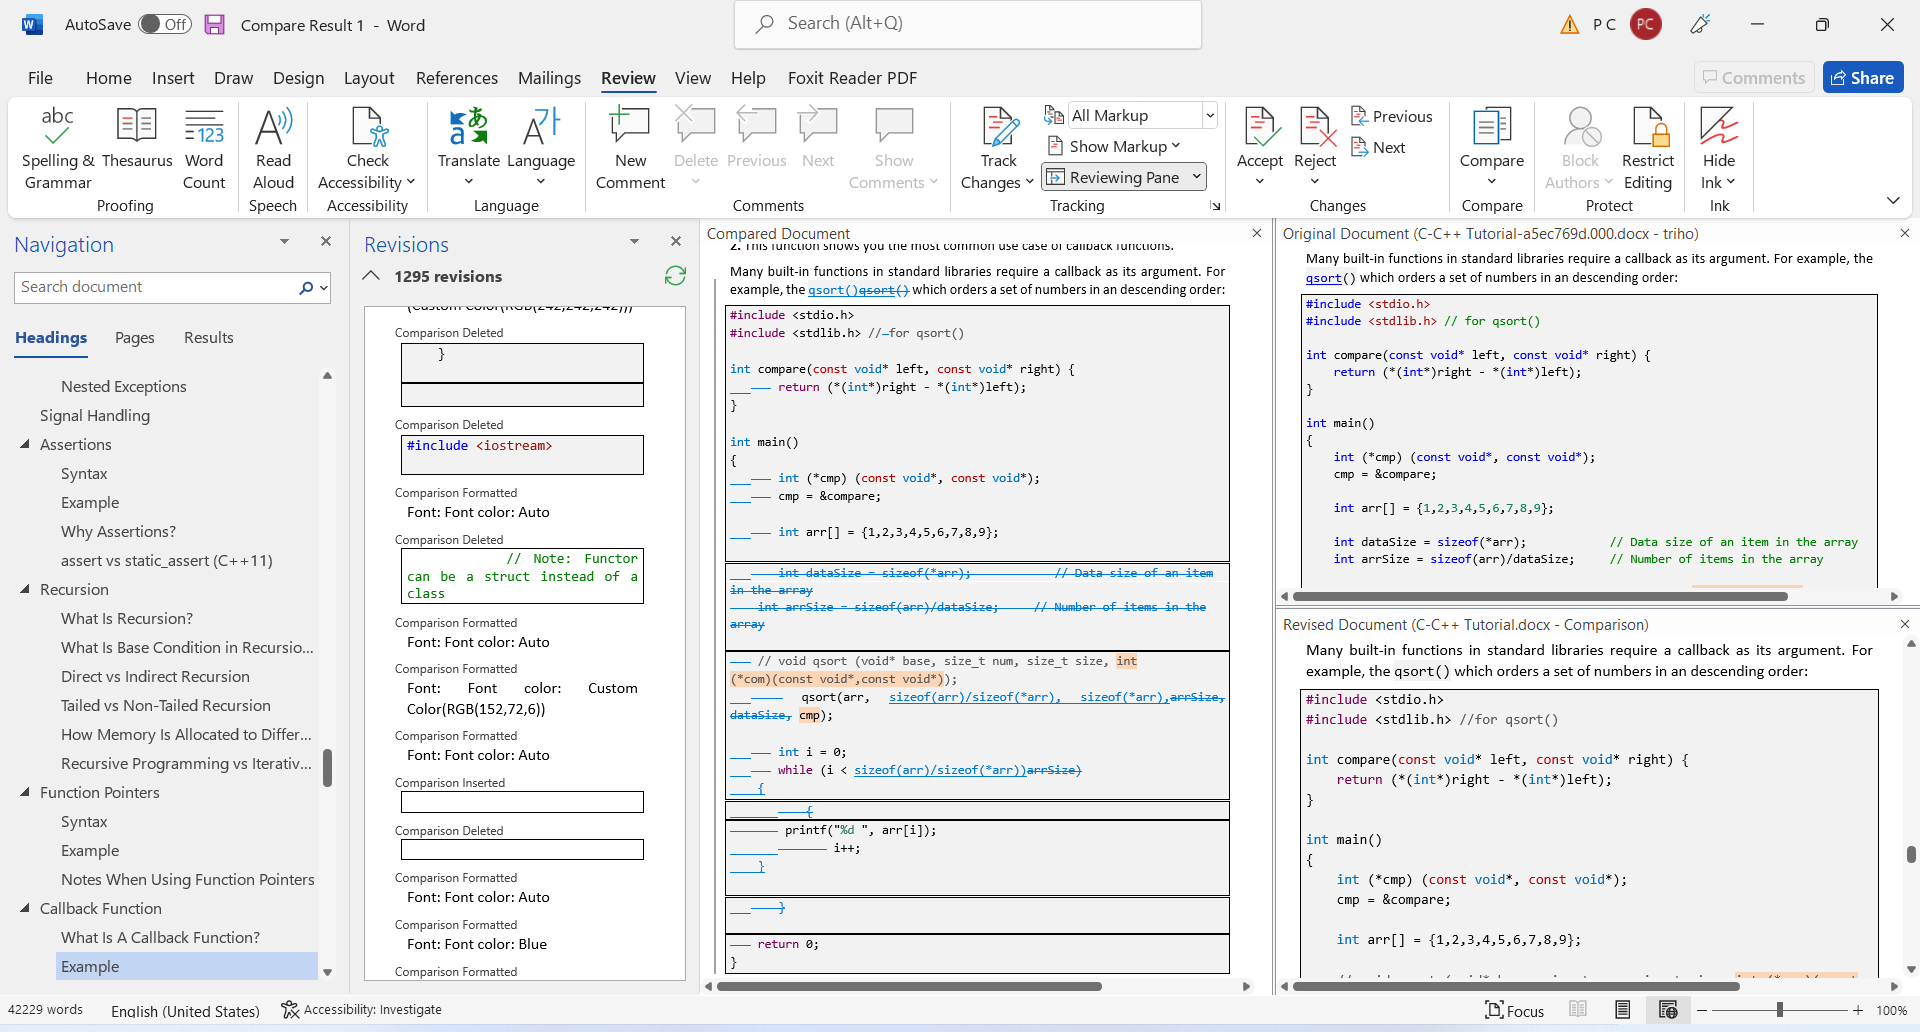 AutoSave Off Compare Result 1 - Word
Search (Alt+Q)
P C PC
File Home Insert Draw Design Layout References Mailings Review View Help Foxit Reader PDF
Comments Share
abc
Spelling & Grammar
Thesaurus
123
Word Count
Proofing
Read Aloud
Speech
Check Accessibility
Accessibility
Translate
Language
Language
New Comment
Delete
Previous
Next
Show Comments
Comments
Track Changes
All Markup
Show Markup
Reviewing Pane
Tracking
Accept
Reject
Previous
Next
Changes
Compare
Compare
Block Authors
Restrict Editing
Protect
Hide Ink
Ink
Navigation
Search document
Headings Pages Results
Nested Exceptions
Signal Handling
Assertions
Syntax
Example
Why Assertions?
assert vs static_assert (C++11)
Recursion
What Is Recursion?
What Is Base Condition in Recursio...
Direct vs Indirect Recursion
Tailed vs Non-Tailed Recursion
How Memory Is Allocated to Differ...
Recursive Programming vs Iterativ...
Function Pointers
Syntax
Example
Notes When Using Function Pointers
Callback Function
What Is A Callback Function?
Example
Revisions
1295 revisions
(Custom Color(RGB(242,242,242)))
Comparison Deleted
}
Comparison Deleted
#include <iostream>
Comparison Formatted
Font: Font color: Auto
Comparison Deleted
// Note: Functor
can be a struct instead of a
class
Comparison Formatted
Font: Font color: Auto
Comparison Formatted
Font: Font color: Custom
Color(RGB(152,72,6))
Comparison Formatted
Font: Font color: Auto
Comparison Inserted
Comparison Deleted
Comparison Formatted
Font: Font color: Auto
Comparison Formatted
Font: Font color: Blue
Comparison Formatted
Compared Document
2. This function shows you the most common use case of callback functions.
Many built-in functions in standard libraries require a callback as its argument. For
example, the qsort()qsort() which orders a set of numbers in an descending order:
#include <stdio.h>
#include <stdlib.h> // for qsort()
int compare(const void* left, const void* right) {
return (*(int*)right - *(int*)left);
}
int main()
{
int (*cmp) (const void*, const void*);
cmp = &compare;
int arr[] = {1,2,3,4,5,6,7,8,9};
int dataSize = sizeof(*arr); // Data size of an item
in the array
int arrSize = sizeof(arr)/dataSize; // Number of items in the
array
// void qsort (void* base, size_t num, size_t size, int
(*com)(const void*,const void*));
qsort(arr, sizeof(arr)/sizeof(*arr), sizeof(*arr),arrSize,
dataSize, cmp);
int i = 0;
while (i < sizeof(arr)/sizeof(*arr))arrSize)
{
{
printf("%d ", arr[i]);
i++;
}
}
return 0;
}
Original Document (C-C++ Tutorial-a5ec769d.000.docx - triho)
Many built-in functions in standard libraries require a callback as its argument. For example, the
qsort() which orders a set of numbers in an descending order:
#include <stdio.h>
#include <stdlib.h> // for qsort()
int compare(const void* left, const void* right) {
return (*(int*)right - *(int*)left);
}
int main()
{
int (*cmp) (const void*, const void*);
cmp = &compare;
int arr[] = {1,2,3,4,5,6,7,8,9};
int dataSize = sizeof(*arr); // Data size of an item in the array
int arrSize = sizeof(arr)/dataSize; // Number of items in the array
Revised Document (C-C++ Tutorial.docx - Comparison)
Many built-in functions in standard libraries require a callback as its argument. For
example, the qsort() which orders a set of numbers in an descending order:
#include <stdio.h>
#include <stdlib.h> //for qsort()
int compare(const void* left, const void* right) {
return (*(int*)right - *(int*)left);
}
int main()
{
int (*cmp) (const void*, const void*);
cmp = &compare;
int arr[] = {1,2,3,4,5,6,7,8,9};
42229 words English (United States) Accessibility: Investigate
Focus 100%